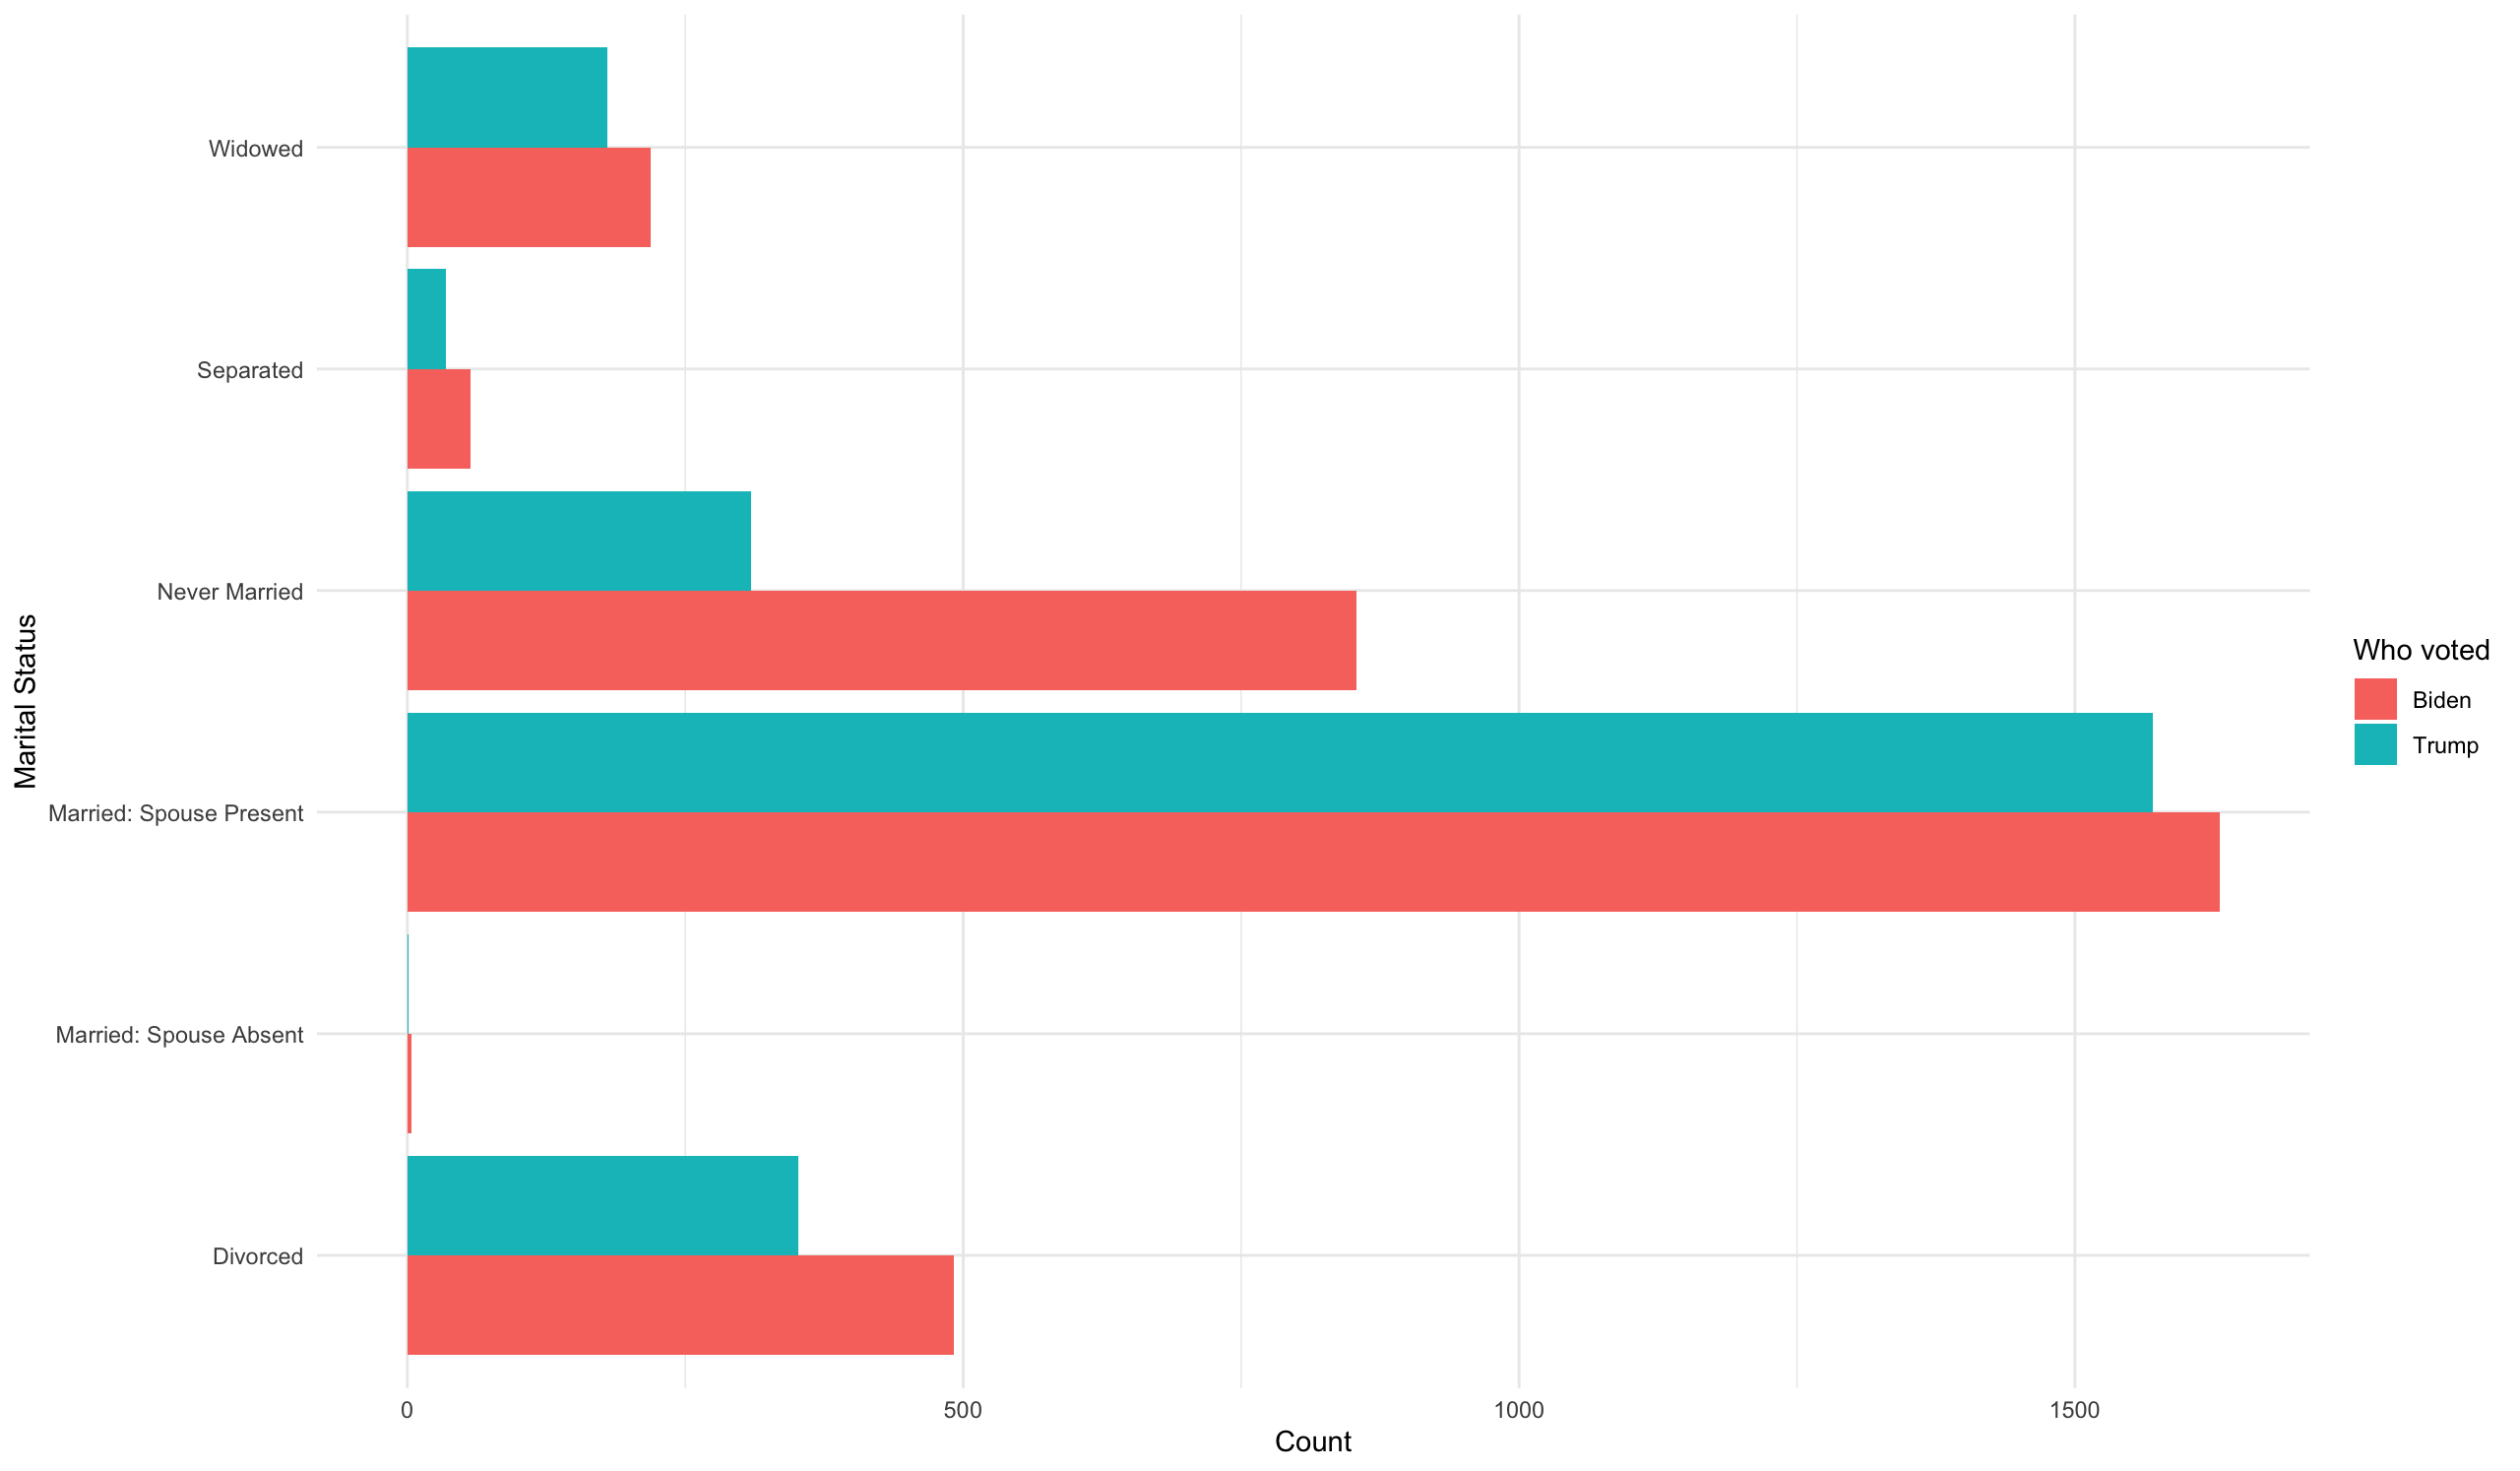 Widowed
Separated
Never Married
Married: Spouse Present
Married: Spouse Absent
Divorced
Marital Status
0
500
1000
1500
Count
Who voted
Biden
Trump